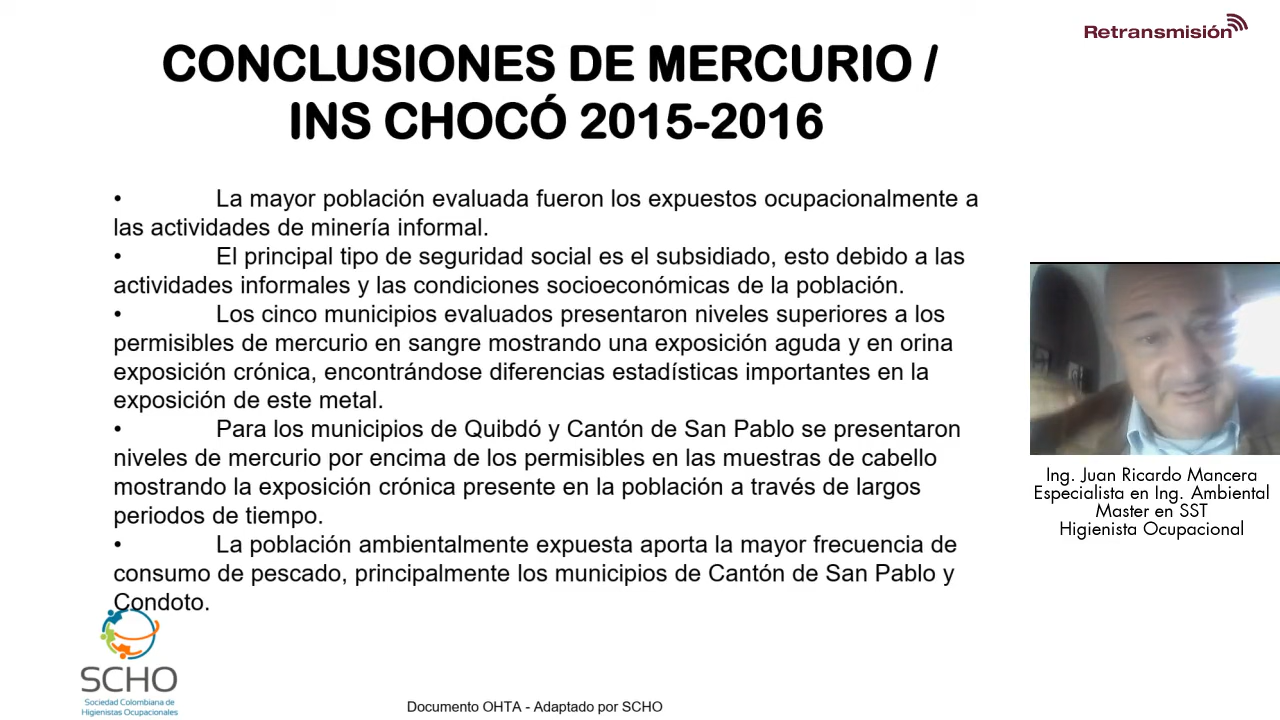 Retransmisión
CONCLUSIONES DE MERCURIO /
INS CHOCÓ 2015-2016
• La mayor población evaluada fueron los expuestos ocupacionalmente a
las actividades de minería informal.
• El principal tipo de seguridad social es el subsidiado, esto debido a las
actividades informales y las condiciones socioeconómicas de la población.
• Los cinco municipios evaluados presentaron niveles superiores a los
permisibles de mercurio en sangre mostrando una exposición aguda y en orina
exposición crónica, encontrándose diferencias estadísticas importantes en la
exposición de este metal.
• Para los municipios de Quibdó y Cantón de San Pablo se presentaron
niveles de mercurio por encima de los permisibles en las muestras de cabello
mostrando la exposición crónica presente en la población a través de largos
periodos de tiempo.
• La población ambientalmente expuesta aporta la mayor frecuencia de
consumo de pescado, principalmente los municipios de Cantón de San Pablo y
Condoto.
Ing. Juan Ricardo Mancera
Especialista en Ing. Ambiental
Master en SST
Higienista Ocupacional
SCHO
Sociedad Colombiana de
Higienistas Ocupacionales
Documento OHTA - Adaptado por SCHO